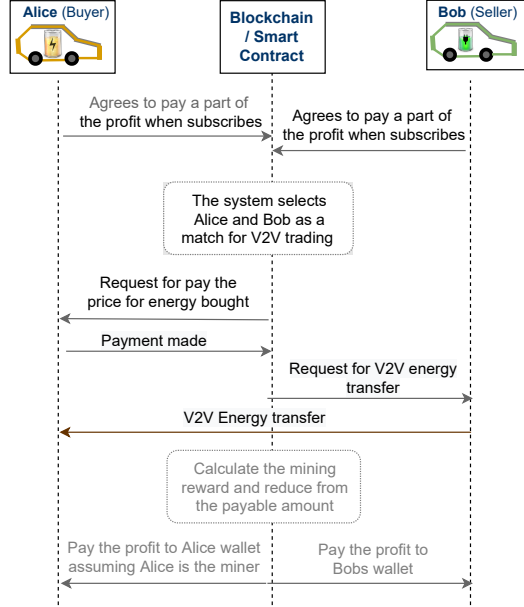 Alice (Buyer)
Blockchain
/ Smart
Contract
Bob (Seller)
Agrees to pay a part of
the profit when subscribes
Agrees to pay a part of
the profit when subscribes
The system selects
Alice and Bob as a
match for V2V trading
Request for pay the
price for energy bought
Payment made
Request for V2V energy
transfer
V2V Energy transfer
Calculate the mining
reward and reduce from
the payable amount
Pay the profit to Alice wallet
assuming Alice is the miner
Pay the profit to
Bobs wallet